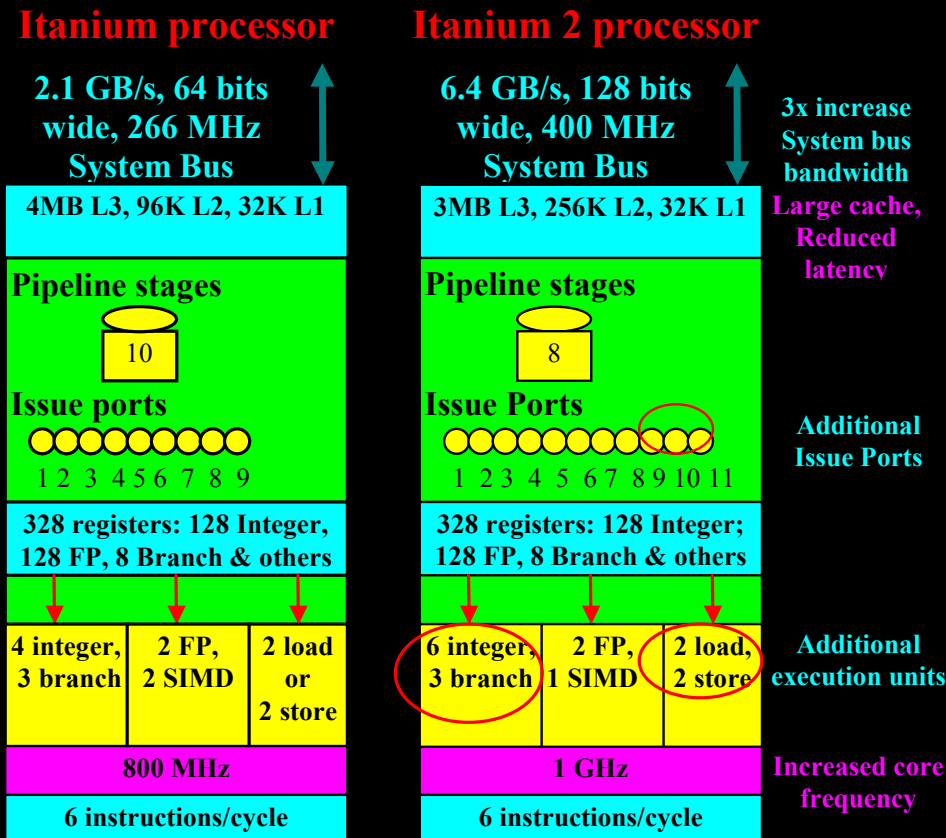 Itanium processor
2.1 GB/s, 64 bits
wide, 266 MHz
System Bus
4MB L3, 96K L2, 32K L1
Pipeline stages
10
Issue ports
1 2 3 4 5 6 7 8 9
328 registers: 128 Integer,
128 FP, 8 Branch & others
4 integer,
3 branch
2 FP,
2 SIMD
2 load
or
2 store
800 MHz
6 instructions/cycle
Itanium 2 processor
6.4 GB/s, 128 bits
wide, 400 MHz
System Bus
3MB L3, 256K L2, 32K L1
Pipeline stages
8
Issue Ports
1 2 3 4 5 6 7 8 9 10 11
328 registers: 128 Integer;
128 FP, 8 Branch & others
6 integer,
3 branch
2 FP,
1 SIMD
2 load,
2 store
1 GHz
6 instructions/cycle
3x increase
System bus
bandwidth
Large cache,
Reduced
latency
Additional
Issue Ports
Additional
execution units
Increased core
frequency